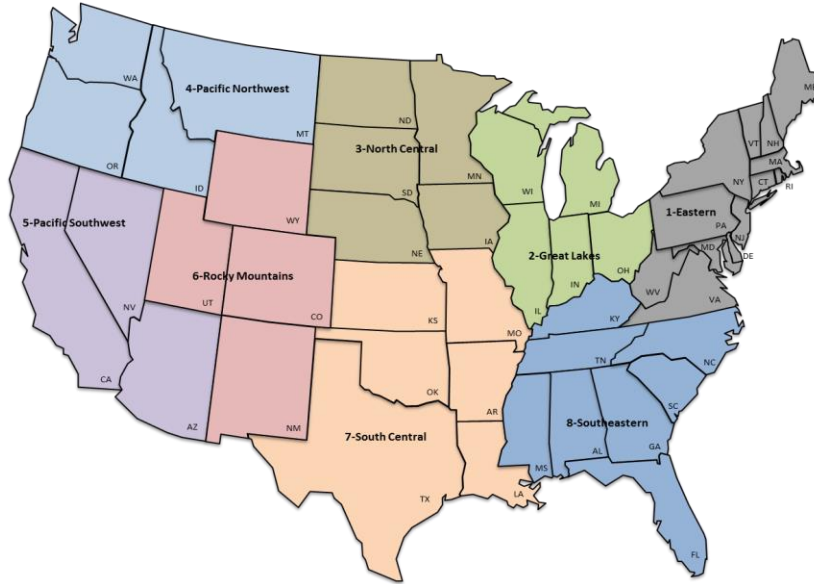 WA
4-Pacific Northwest
MT
OR
ID
ND
3-North Central
MN
SD
NE
IA
WI
MI
2-Great Lakes
IL
IN
OH
ME
VT
NH
MA
NY
CT
RI
1-Eastern
PA
NJ
MD
DE
WV
VA
5-Pacific Southwest
NV
CA
AZ
WY
6-Rocky Mountains
UT
CO
NM
KS
MO
OK
AR
7-South Central
TX
LA
KY
TN
NC
SC
8-Southeastern
MS
AL
GA
FL